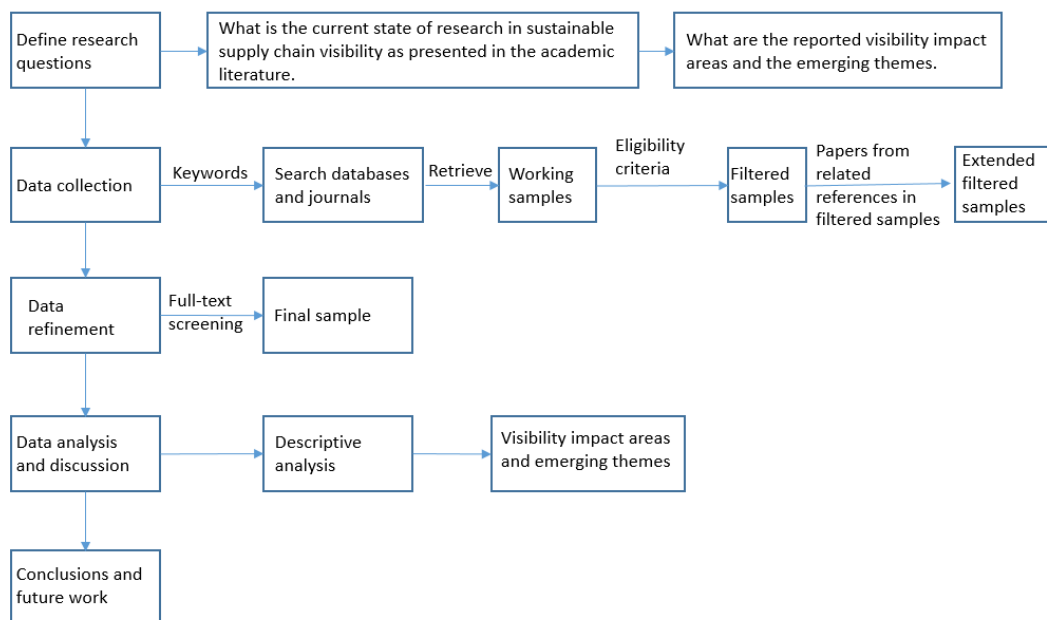 Define research
questions
What is the current state of research in sustainable
supply chain visibility as presented in the academic
literature.
What are the reported visibility impact
areas and the emerging themes.
Data collection
Keywords
Search databases
and journals
Retrieve
Working
samples
Eligibility
criteria
Filtered
samples
Papers from
related
references in
filtered samples
Extended
filtered
samples
Data
refinement
Full-text
screening
Final sample
Data analysis
and discussion
Descriptive
analysis
Visibility impact areas
and emerging themes
Conclusions and
future work